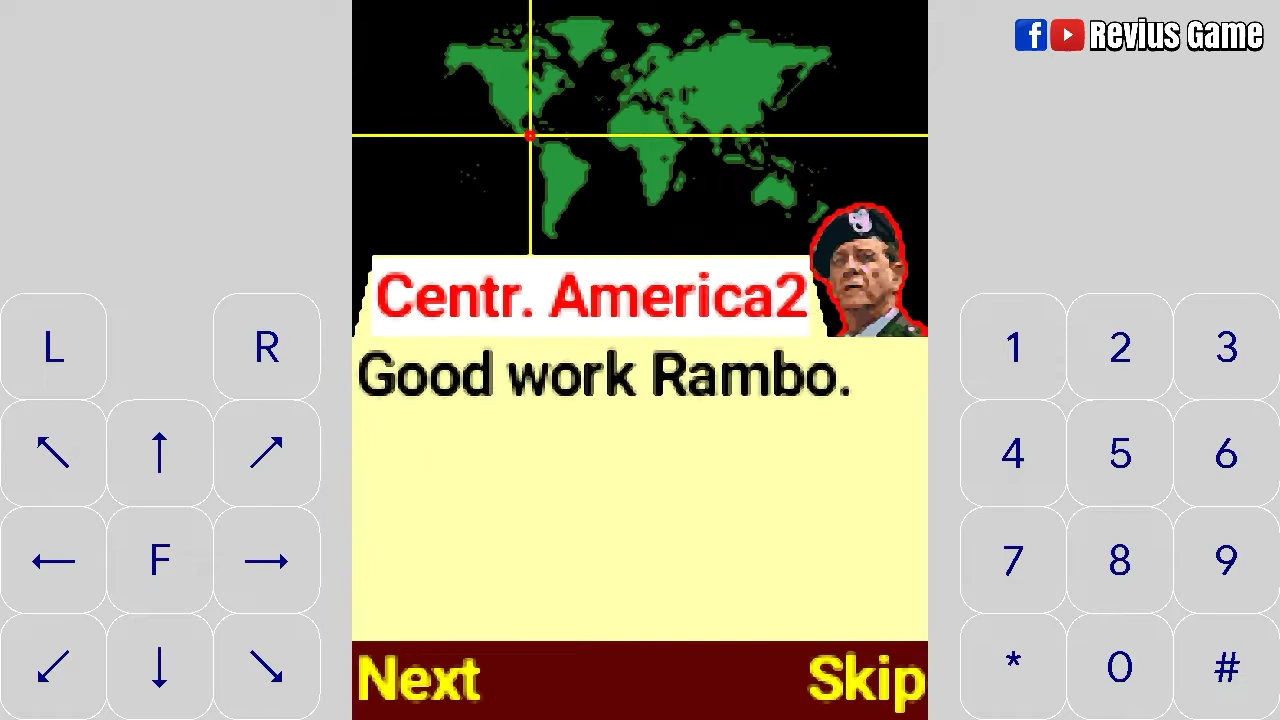 Revius Game
Centr. America2
Good work Rambo.
Next Skip
L R
↖ ↑ ↗
← F →
↙ ↓ ↘
1 2 3
4 5 6
7 8 9
* 0 #